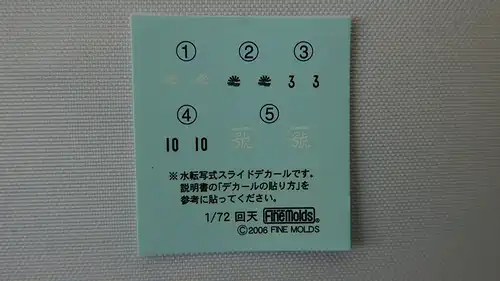 ① ② ③
3 3
④ ⑤
10 10
※水転写式スライドデカールです。
説明書の「デカールの貼り方」を
参考に貼ってください。
1/72 回天 FineMolds®
©2006 FINE MOLDS